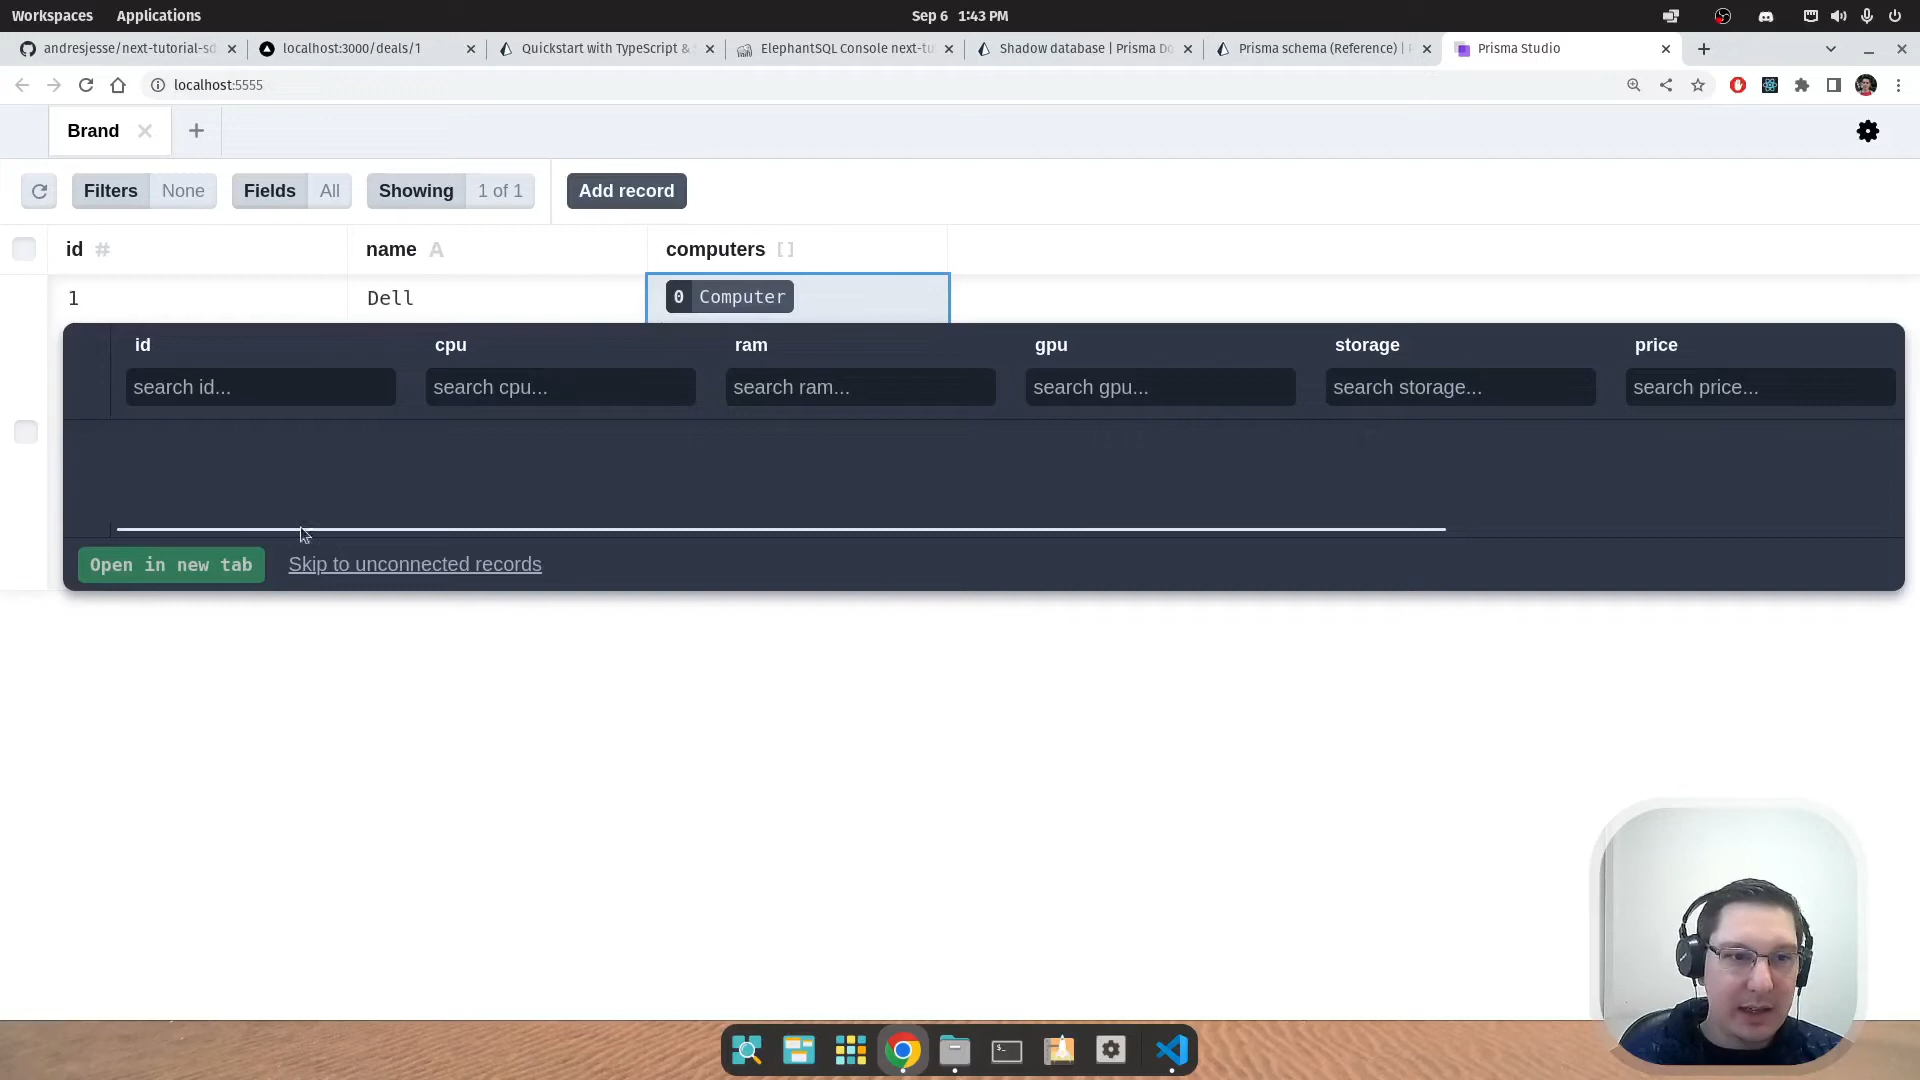 Workspaces Applications Sep 6 1:43 PM
andresjesse/next-tutorial-sd localhost:3000/deals/1 Quickstart with TypeScript & ElephantSQL Console next-tu Shadow database | Prisma Do Prisma schema (Reference) | P Prisma Studio
localhost:5555
Brand
Filters None Fields All Showing 1 of 1 Add record
id # name A computers []
1 Dell 0 Computer
id cpu ram gpu storage price
search id... search cpu... search ram... search gpu... search storage... search price...
Open in new tab Skip to unconnected records